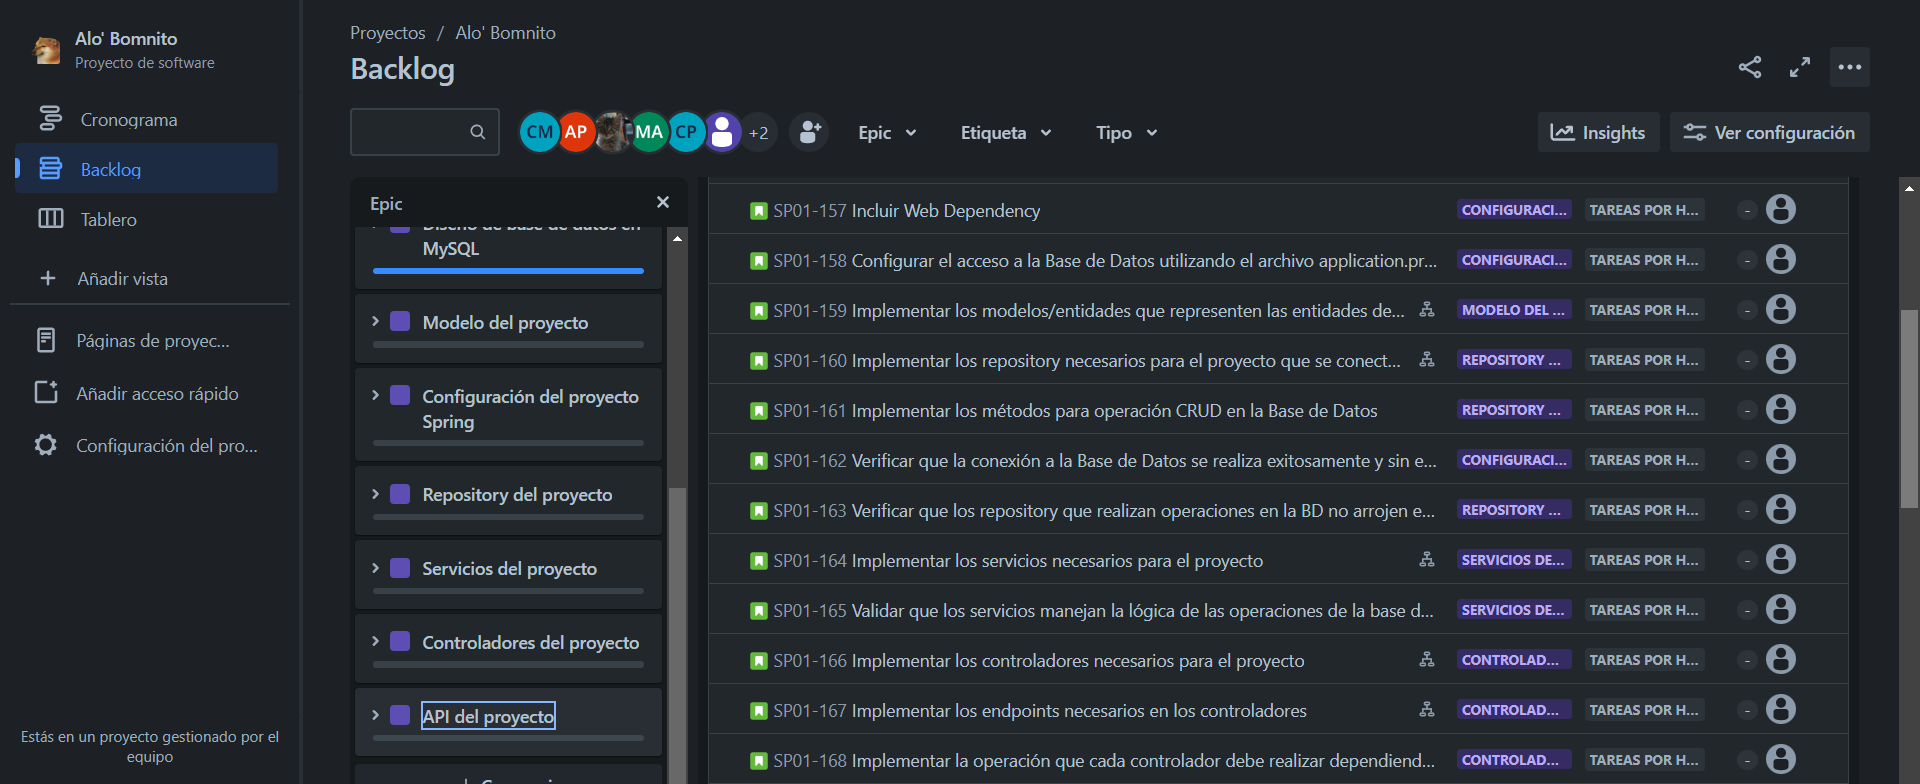 Alo' Bomnito
Proyecto de software
Cronograma
Backlog
Tablero
Añadir vista
Páginas de proyec...
Añadir acceso rápido
Configuración del pro...
Estás en un proyecto gestionado por el
equipo
Proyectos / Alo' Bomnito
Backlog
CM AP MA CP +2 Epic Etiqueta Tipo Insights Ver configuración
Epic
Diseño de base de datos en
MySQL
Modelo del proyecto
Configuración del proyecto
Spring
Repository del proyecto
Servicios del proyecto
Controladores del proyecto
API del proyecto
SP01-157 Incluir Web Dependency CONFIGURACI... TAREAS POR H... -
SP01-158 Configurar el acceso a la Base de Datos utilizando el archivo application.pr... CONFIGURACI... TAREAS POR H... -
SP01-159 Implementar los modelos/entidades que representen las entidades de... MODELO DEL ... TAREAS POR H... -
SP01-160 Implementar los repository necesarios para el proyecto que se conect... REPOSITORY ... TAREAS POR H... -
SP01-161 Implementar los métodos para operación CRUD en la Base de Datos REPOSITORY ... TAREAS POR H... -
SP01-162 Verificar que la conexión a la Base de Datos se realiza exitosamente y sin e... CONFIGURACI... TAREAS POR H... -
SP01-163 Verificar que los repository que realizan operaciones en la BD no arrojen e... REPOSITORY ... TAREAS POR H... -
SP01-164 Implementar los servicios necesarios para el proyecto SERVICIOS DE... TAREAS POR H... -
SP01-165 Validar que los servicios manejan la lógica de las operaciones de la base d... SERVICIOS DE... TAREAS POR H... -
SP01-166 Implementar los controladores necesarios para el proyecto CONTROLAD... TAREAS POR H... -
SP01-167 Implementar los endpoints necesarios en los controladores CONTROLAD... TAREAS POR H... -
SP01-168 Implementar la operación que cada controlador debe realizar dependiend... CONTROLAD... TAREAS POR H... -